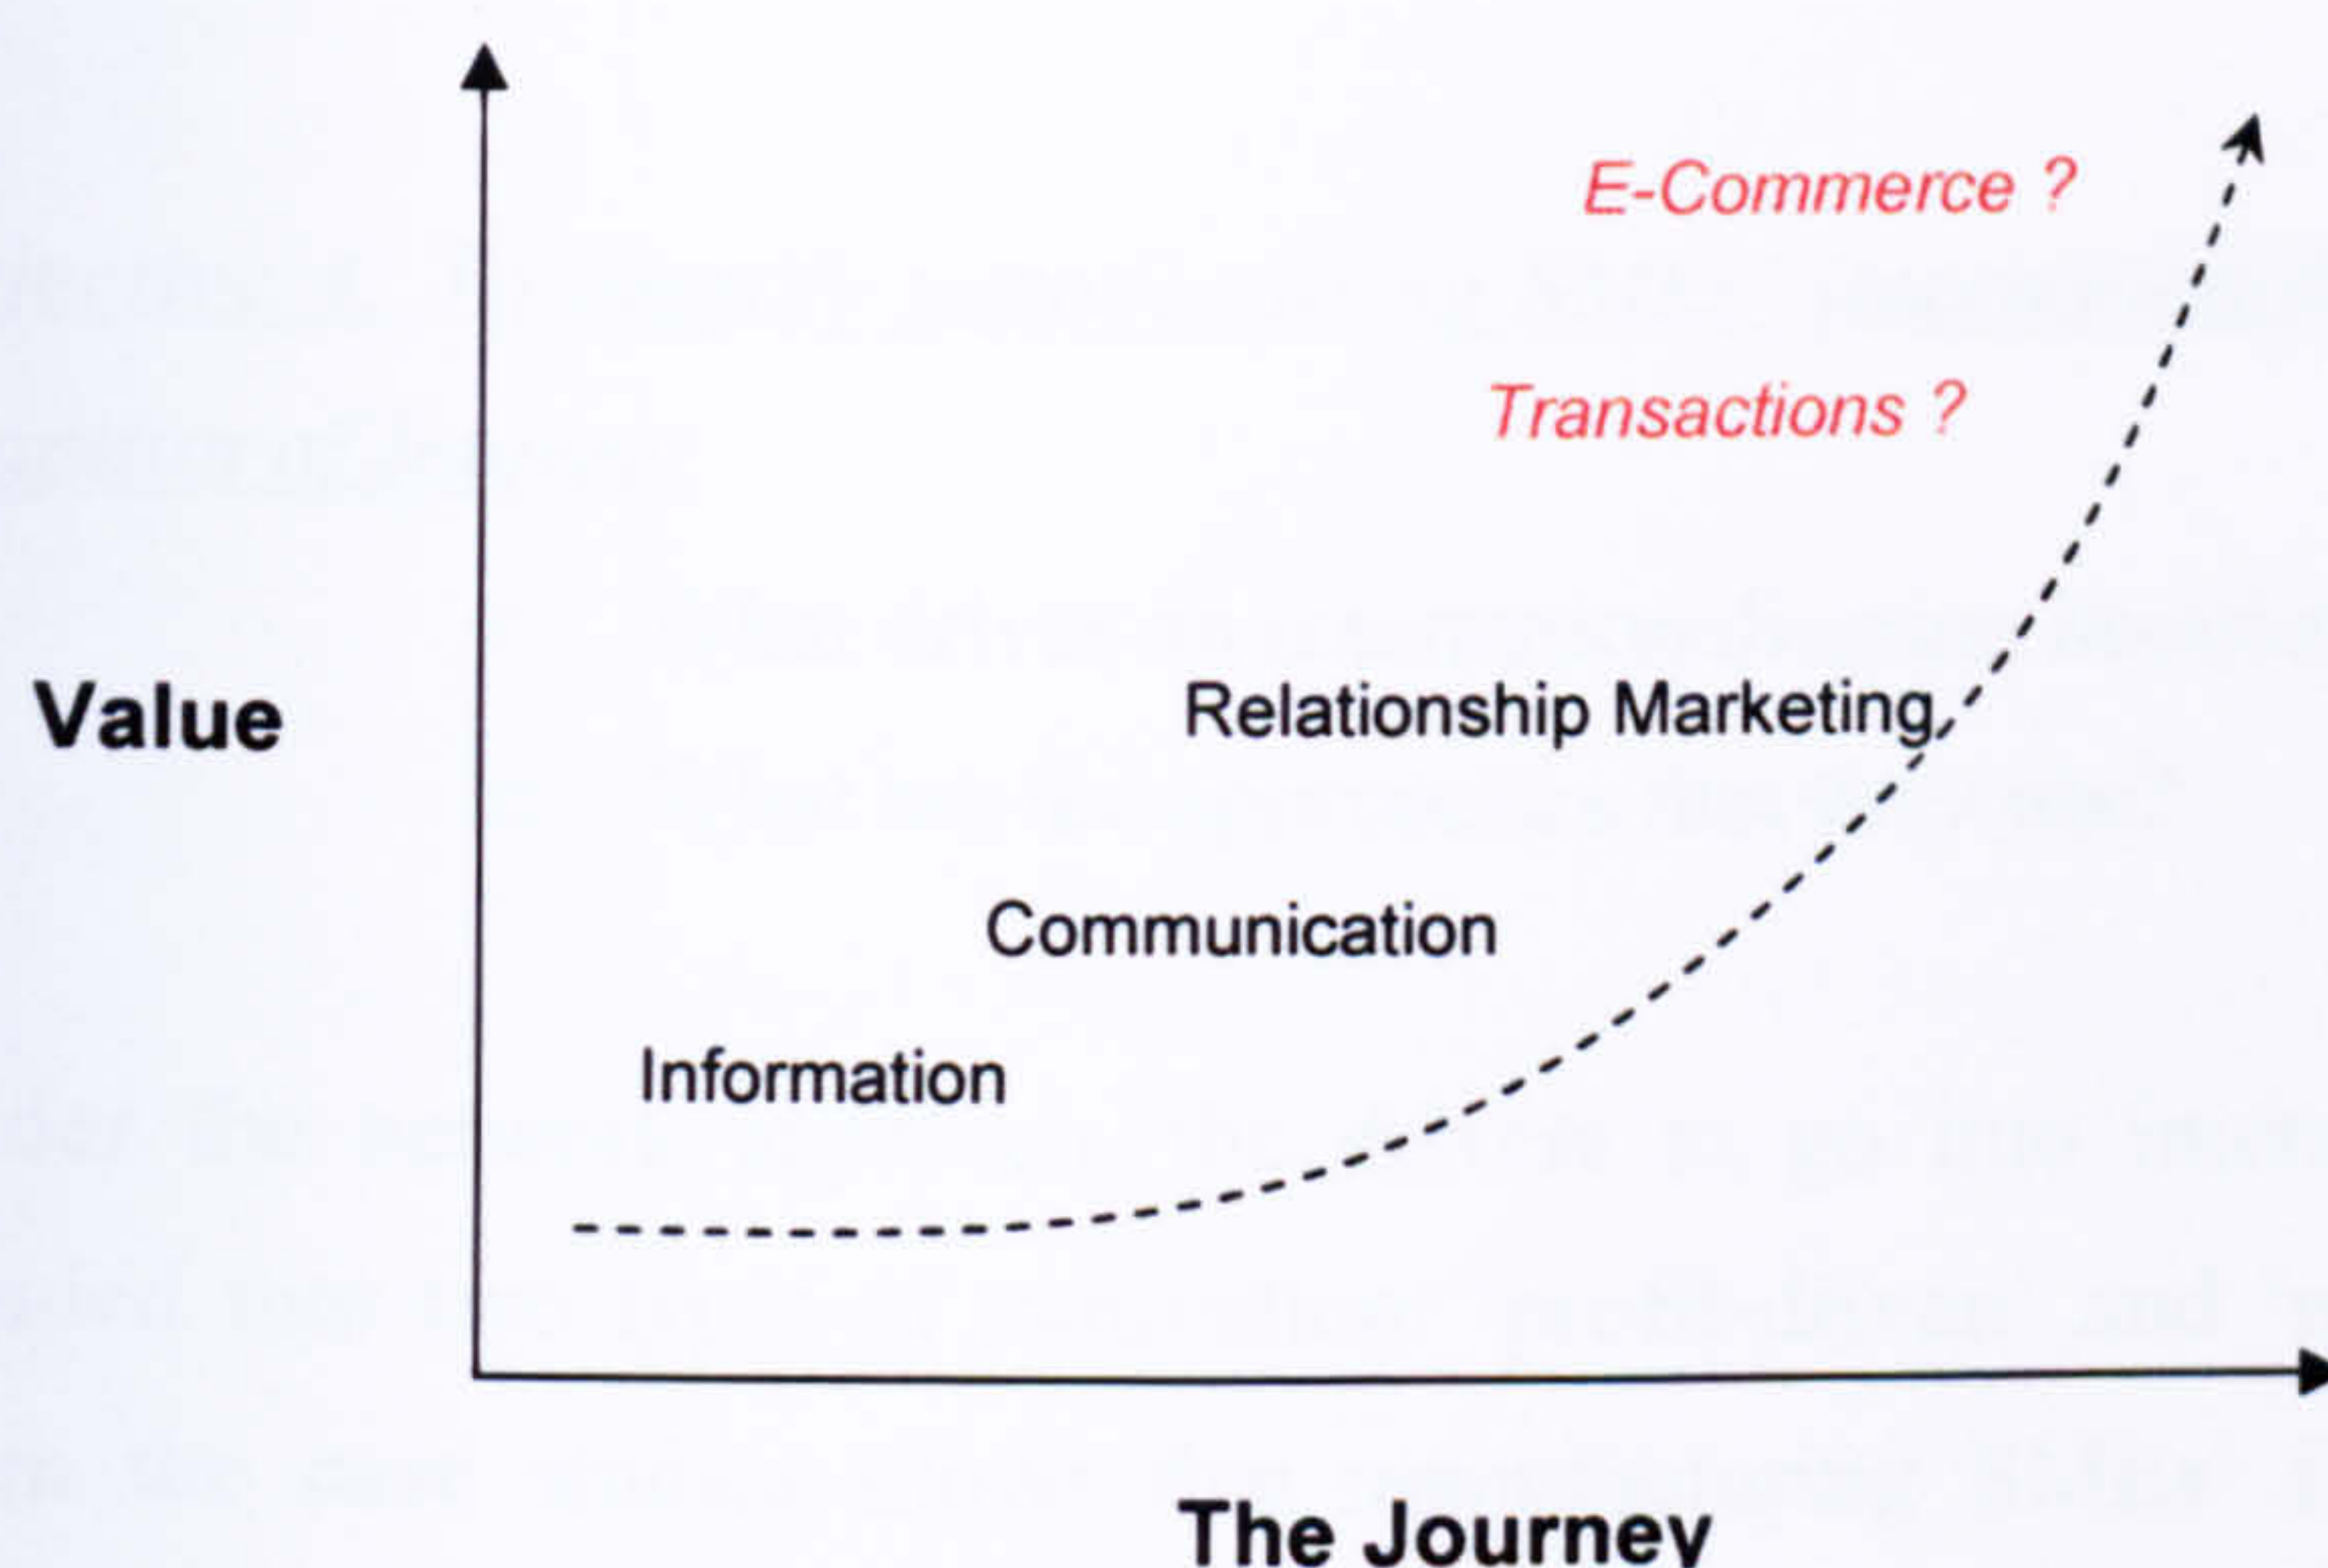 E-Commerce ?
Transactions ?
Value
Relationship Marketing
Communication
Information
The Journey